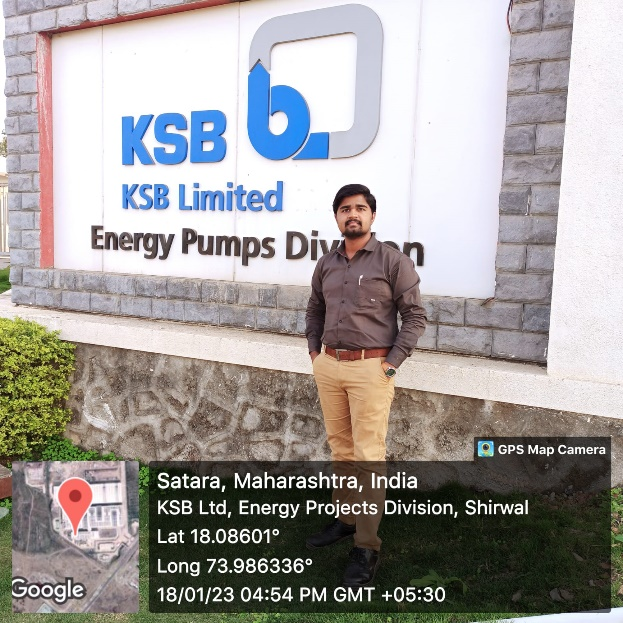 KSB
KSB Limited
Energy Pumps Div on
GPS Map Camera
Satara, Maharashtra, India
KSB Ltd, Energy Projects Division, Shirwal
Lat 18.08601°
Long 73.986336°
18/01/23 04:54 PM GMT +05:30
Google